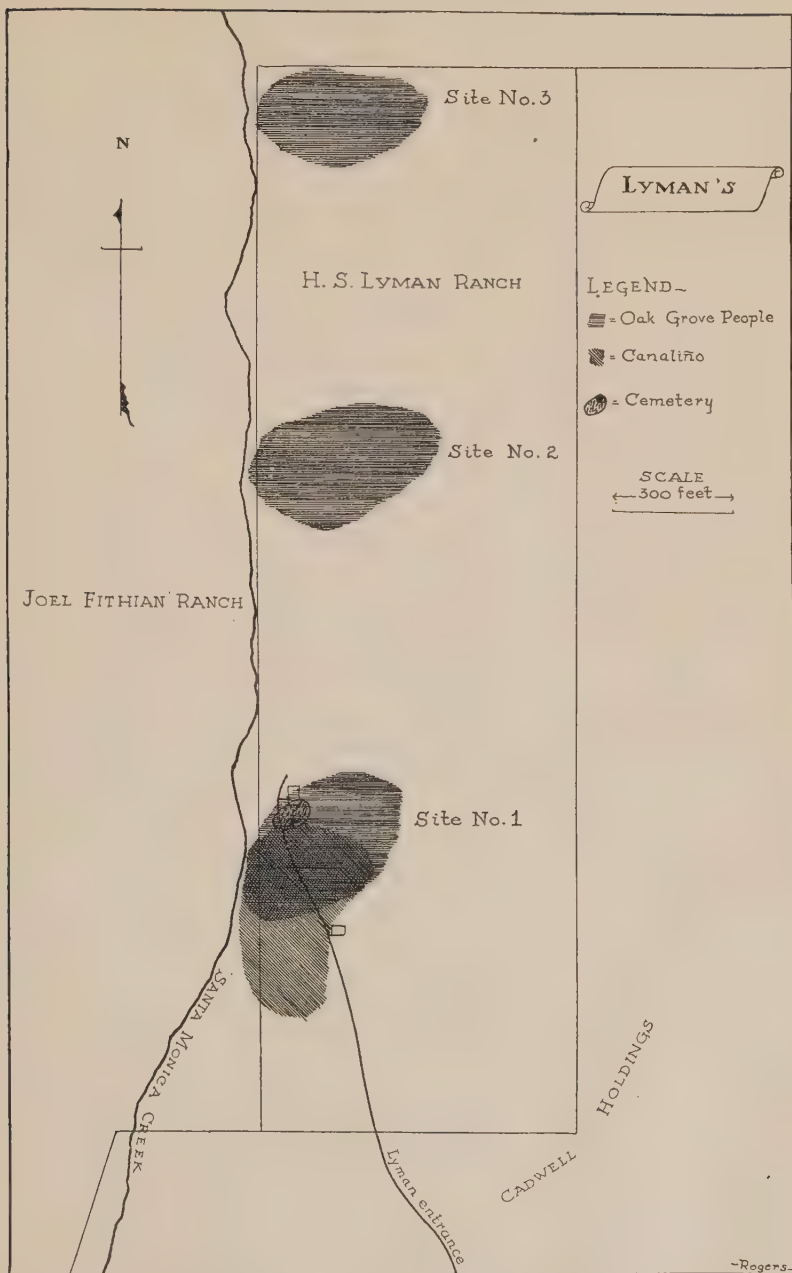 Site No. 3
N
LYMAN'S
H. S. LYMAN RANCH
LEGEND~
= Oak Grove People
= Canaliño
= Cemetery
Site No. 2
SCALE
300 feet
JOEL FITHIAN RANCH
Site No. 1
SANTA MONICA CREEK
HOLDINGS
CADWELL
Lyman entrance
-Rogers-